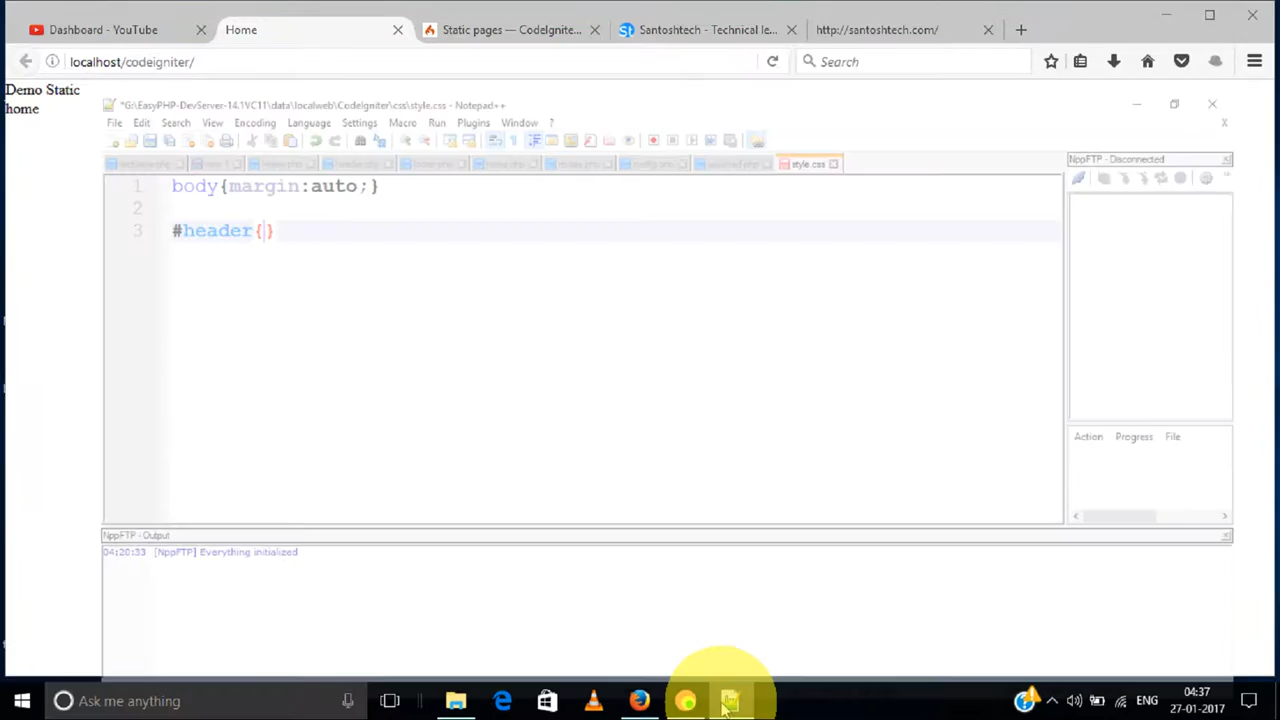 Dashboard - YouTube
Home
Static pages — CodeIgnite...
Santoshtech - Technical le...
http://santoshtech.com/
localhost/codeigniter/
Search
Demo Static
home
*G:\EasyPHP-DevServer-14.1VC11\data\localweb\CodeIgniter\css\style.css - Notepad++
File Edit Search View Encoding Language Settings Macro Run Plugins Window ?
style.css
NppFTP - Disconnected
1 body{margin:auto;}
2
3 #header{}
Action Progress File
NppFTP - Output
04:20:33 [NppFTP] Everything initialized
Ask me anything
ENG
04:37
27-01-2017